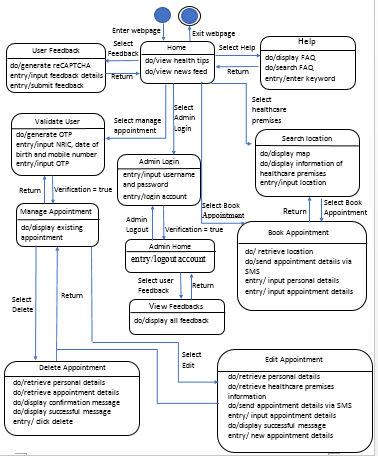 Enter webpage
Exit webpage
User Feedback
do/generate reCAPTCHA
entry/input feedback details
entry/submit feedback
Select
Feedback
Return
Home
do/view health tips
do/view news feed
Select Help
Return
Help
do/display FAQ
do/search FAQ
entry/enter keyword
Validate User
do/generate OTP
entry/input NRIC, date of
birth and mobile number
entry/input OTP
Select manage
appointment
Select
Admin
Login
Select
healthcare
premises
Search location
do/display map
do/display information of
healthcare premises
entry/input location
Admin Login
entry/input username
and password
entry/login account
Return
Verification = true
Manage Appointment
do/display existing
appointment
Admin
Logout
Verification = true
Select Book
Appointment
Return
Select Book
Appointment
Book Appointment
do/ retrieve location
do/send appointment details via
SMS
entry/ input personal details
entry/ input appointment details
Admin Home
entry/logout account
Select user
Feedback
Return
View Feedbacks
do/display all feedback
Select
Delete
Return
Select
Edit
Delete Appointment
do/retrieve personal details
do/retrieve appointment details
do/display confirmation message
do/display successful message
entry/ click delete
Edit Appointment
do/retrieve personal details
do/retrieve healthcare premises
information
do/send appointment details via SMS
entry/ input appointment details
do/display successful message
entry/ new appointment details